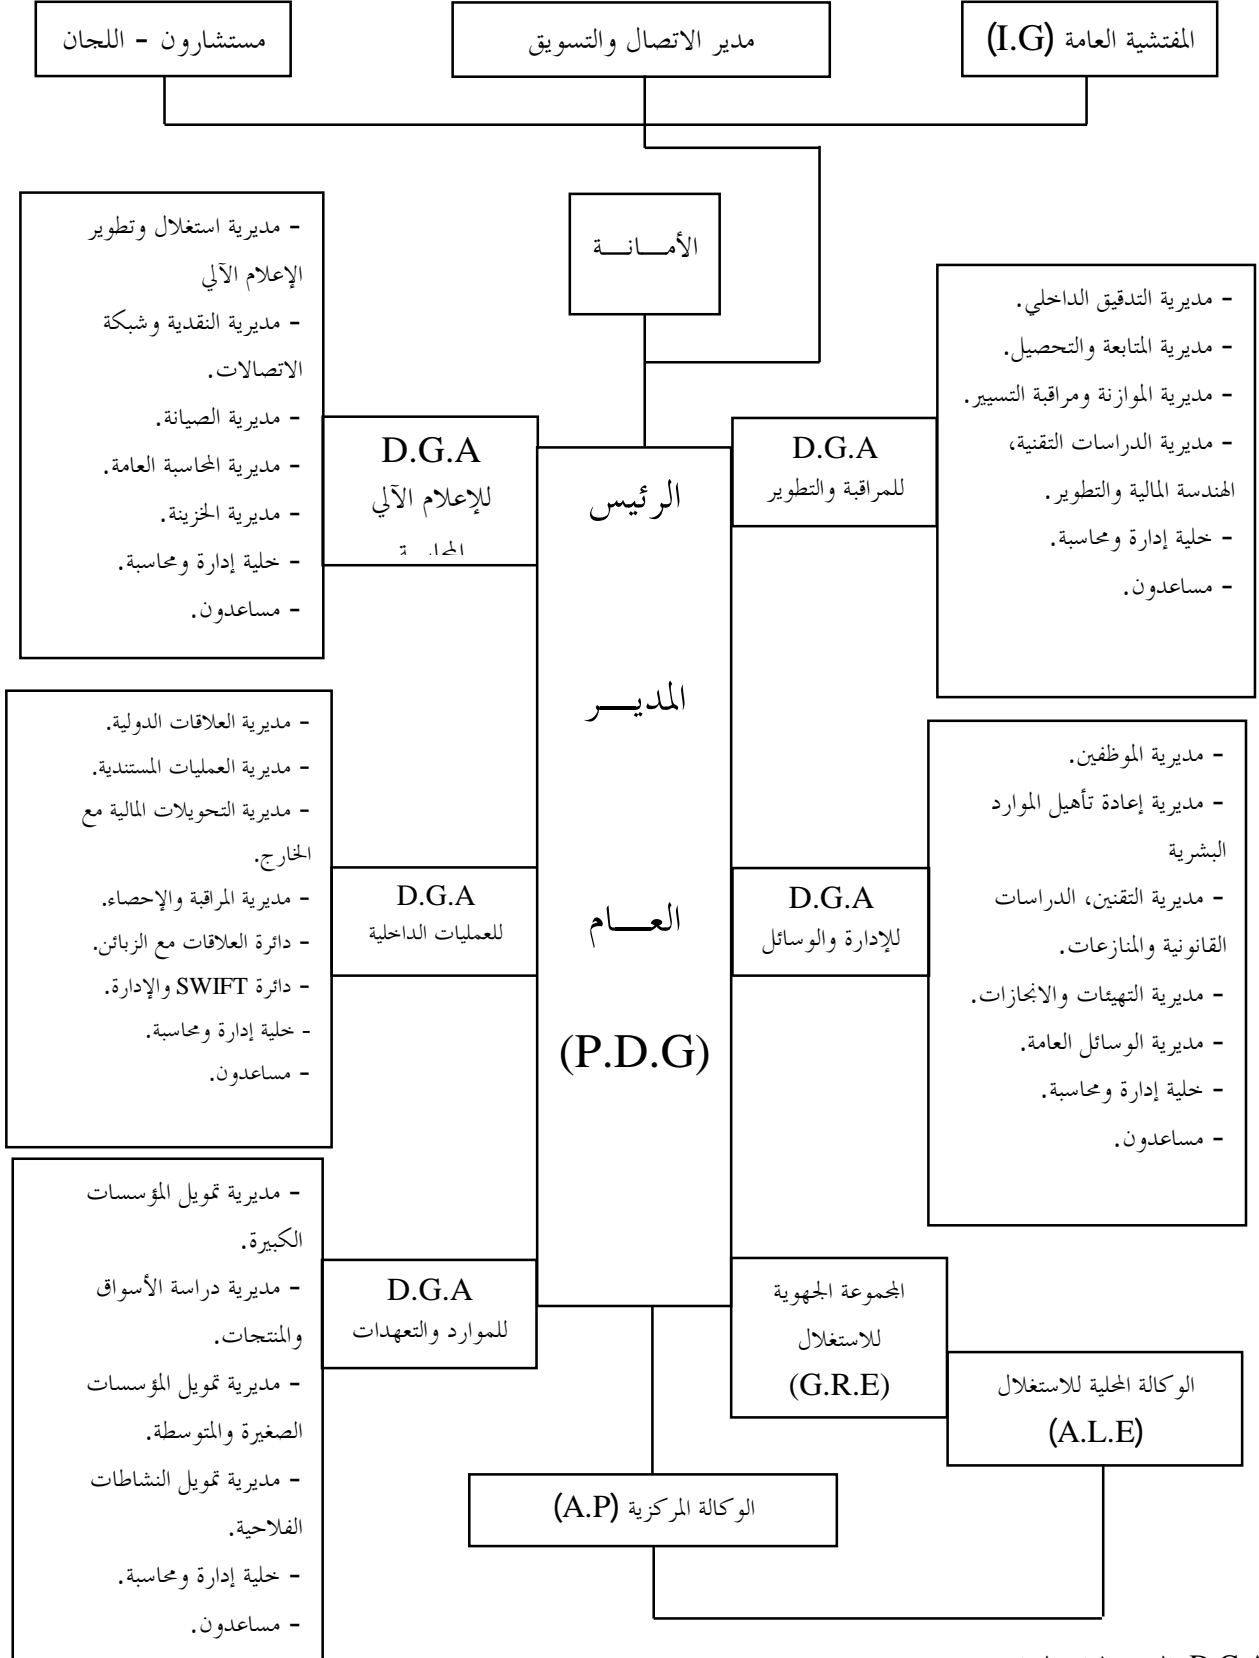 المفتشية العامة (I.G)
مدير الاتصال والتسويق
مستشارون - اللجان
الأمــانــة
- مديرية التدقيق الداخلي.
- مديرية المتابعة والتحصيل.
- مديرية الموازنة ومراقبة التسيير.
- مديرية الدراسات التقنية،
الهندسة المالية والتطوير.
- خلية إدارة ومحاسبة.
- مساعدون.
D.G.A
للمراقبة والتطوير
الرئيس
المديــر
العــام
(P.D.G)
D.G.A
للإعلام الآلي
- مديرية استغلال وتطوير
الإعلام الآلي
- مديرية النقدية وشبكة
الاتصالات.
- مديرية الصيانة.
- مديرية المحاسبة العامة.
- مديرية الخزينة.
- خلية إدارة ومحاسبة.
- مساعدون.
- مديرية الموظفين.
- مديرية إعادة تأهيل الموارد
البشرية
- مديرية التقنين، الدراسات
القانونية والمنازعات.
- مديرية التهيئات والانجازات.
- مديرية الوسائل العامة.
- خلية إدارة ومحاسبة.
- مساعدون.
D.G.A
للإدارة والوسائل
D.G.A
للعمليات الداخلية
- مديرية العلاقات الدولية.
- مديرية العمليات المستندية.
- مديرية التحويلات المالية مع
الخارج.
- مديرية المراقبة والإحصاء.
- دائرة العلاقات مع الزبائن.
- دائرة SWIFT والإدارة.
- خلية إدارة ومحاسبة.
- مساعدون.
المجموعة الجهوية
للاستغلال
(G.R.E)
الوكالة المحلية للاستغلال
(A.L.E)
D.G.A
للموارد والتعهدات
- مديرية تمويل المؤسسات
الكبيرة.
- مديرية دراسة الأسواق
والمنتجات.
- مديرية تمويل المؤسسات
الصغيرة والمتوسطة.
- مديرية تمويل النشاطات
الفلاحية.
- خلية إدارة ومحاسبة.
- مساعدون.
الوكالة المركزية (A.P)